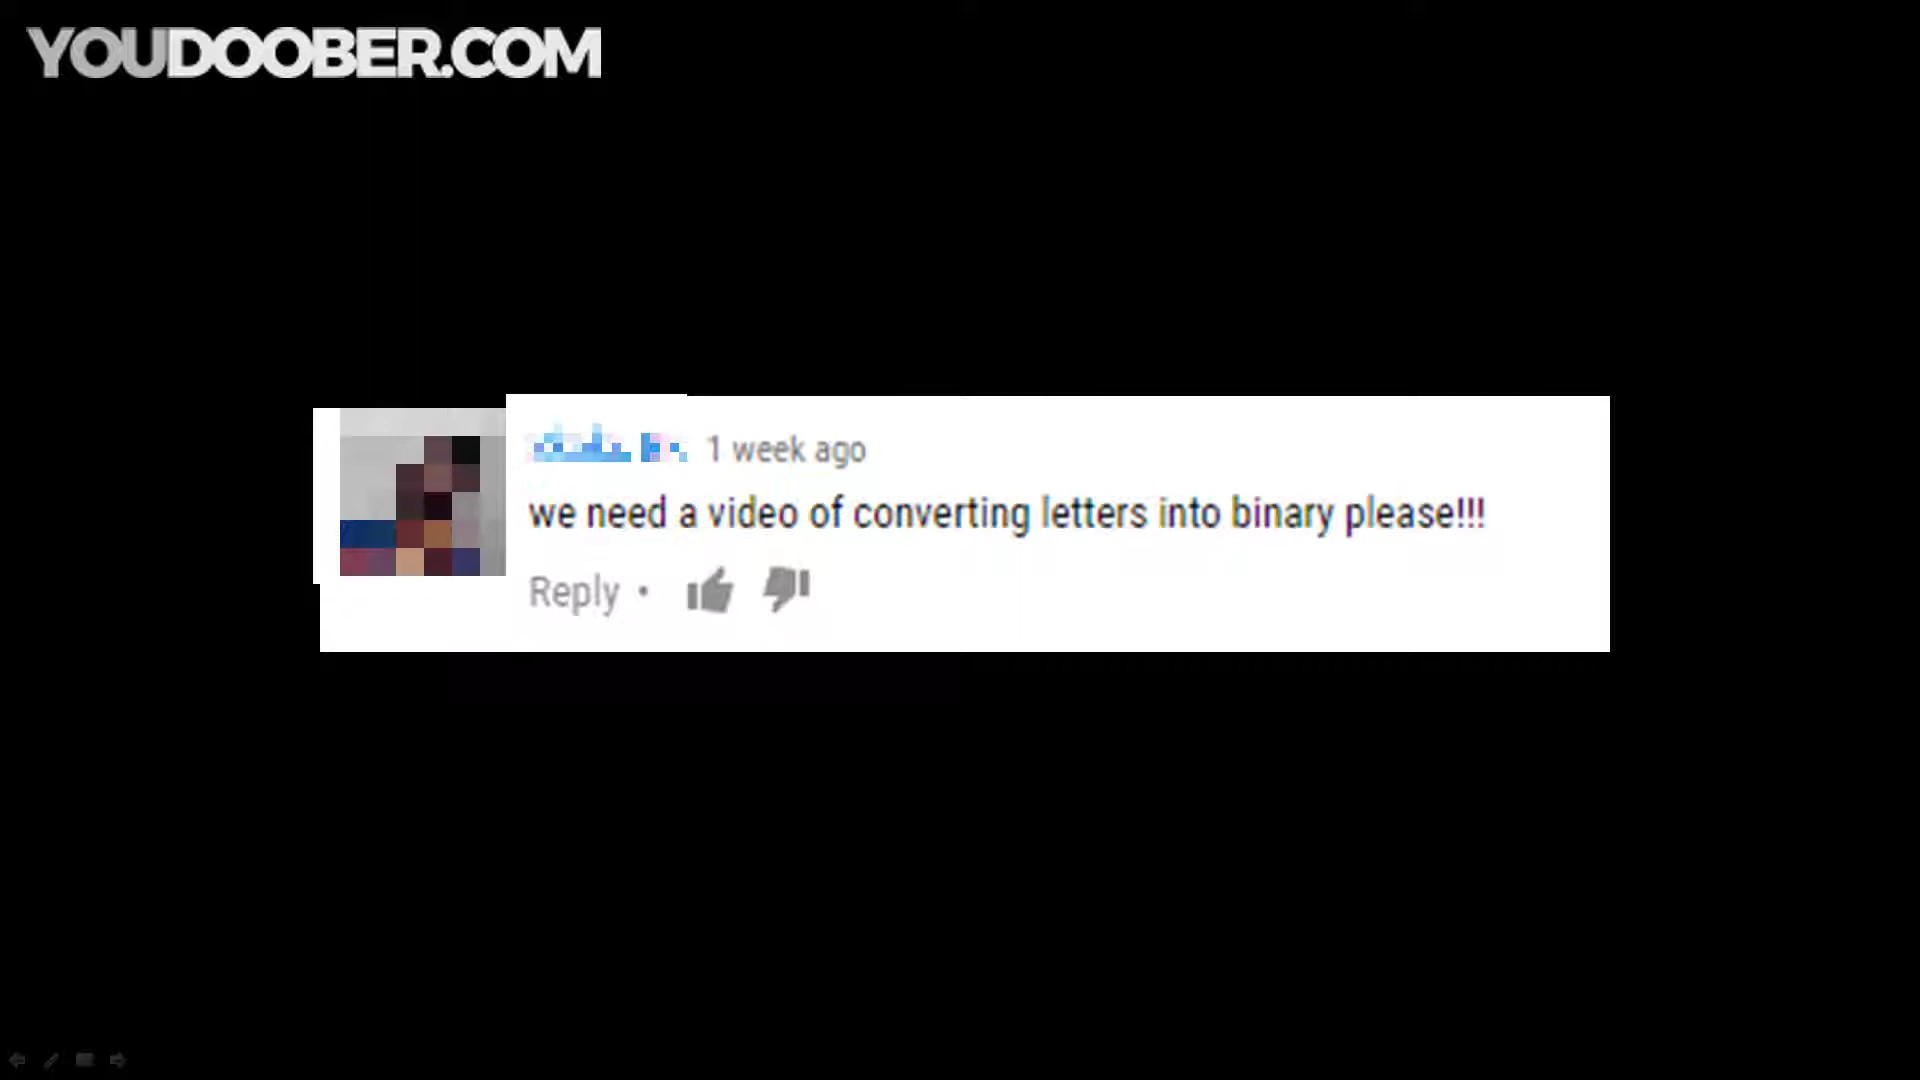 YOUDOOBER.COM
1 week ago
we need a video of converting letters into binary please!!!
Reply •